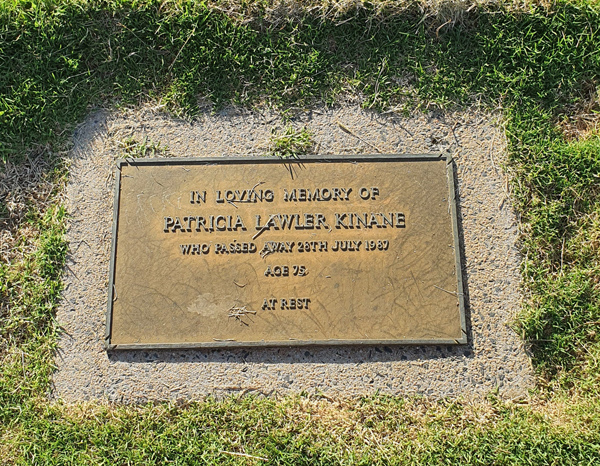 IN LOVING MEMORY OF
PATRICIA LAWLER KINANE
WHO PASSED AWAY 28TH JULY 1987
AGE 75
AT REST